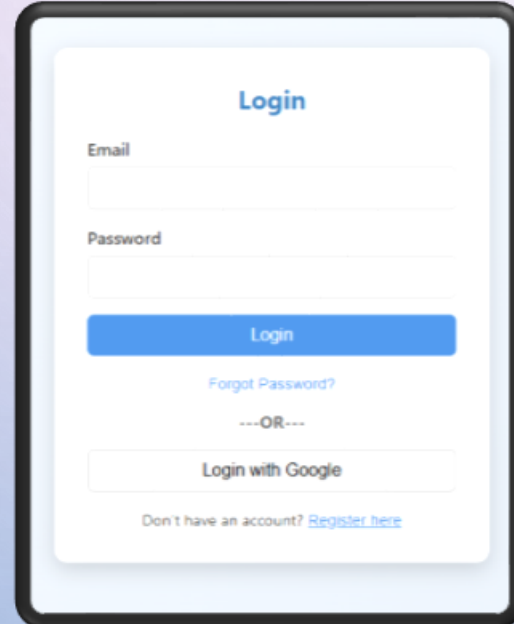 Login
Email
Password
Login
Forgot Password?
---OR---
Login with Google
Don't have an account? Register here